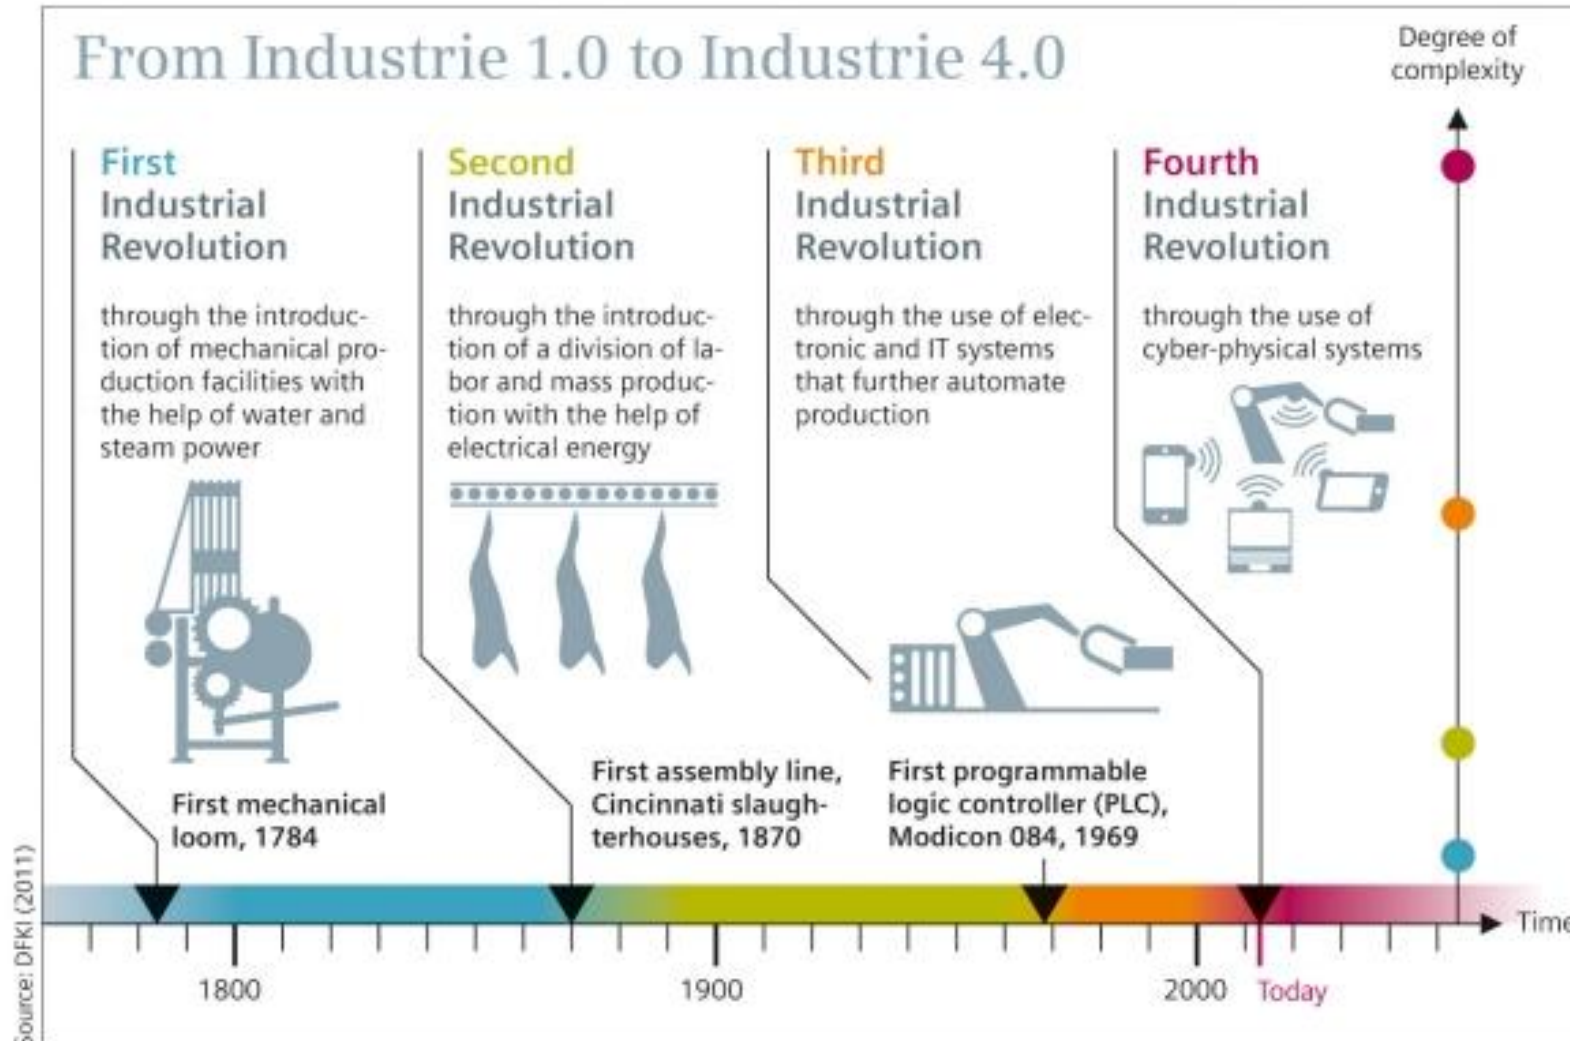 From Industrie 1.0 to Industrie 4.0
Degree of
complexity
First
Industrial
Revolution
through the introduc-
tion of mechanical pro-
duction facilities with
the help of water and
steam power
First mechanical
loom, 1784
Second
Industrial
Revolution
through the introduc-
tion of a division of la-
bor and mass produc-
tion with the help of
electrical energy
First assembly line,
Cincinnati slaugh-
terhouses, 1870
Third
Industrial
Revolution
through the use of elec-
tronic and IT systems
that further automate
production
First programmable
logic controller (PLC),
Modicon 084, 1969
Fourth
Industrial
Revolution
through the use of
cyber-physical systems
1800
1900
2000
Today
Time
Source: DFKI (2011)